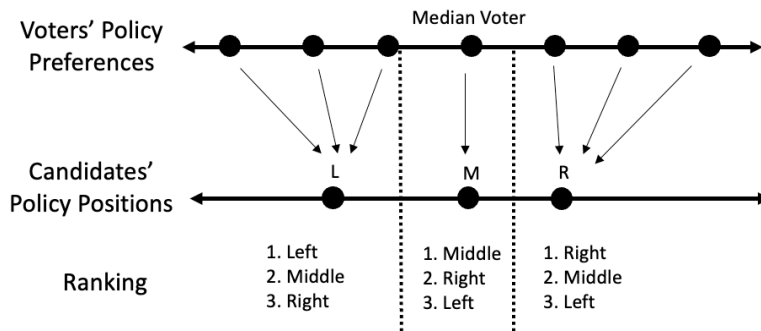 Median Voter
Voters' Policy
Preferences
L
M
R
Candidates'
Policy Positions
Ranking
1. Left
2. Middle
3. Right
1. Middle
2. Right
3. Left
1. Right
2. Middle
3. Left